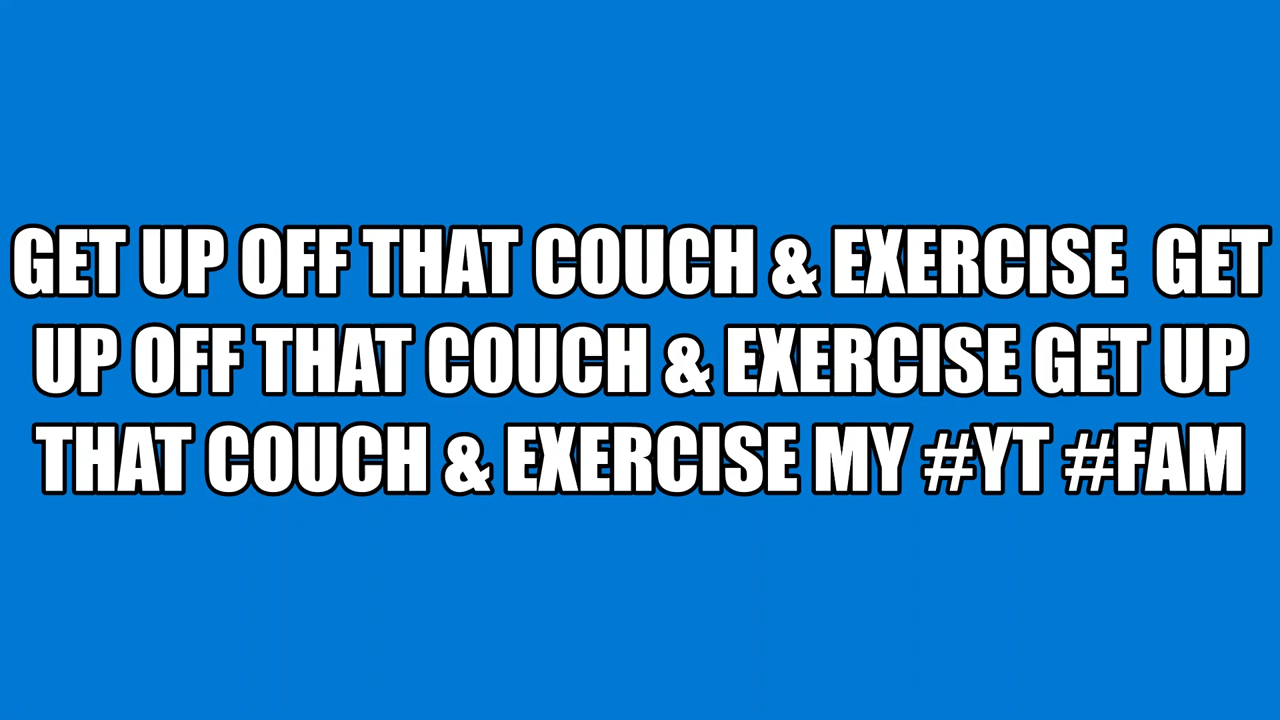 GET UP OFF THAT COUCH & EXERCISE  GET
UP OFF THAT COUCH & EXERCISE GET UP
THAT COUCH & EXERCISE MY #YT #FAM